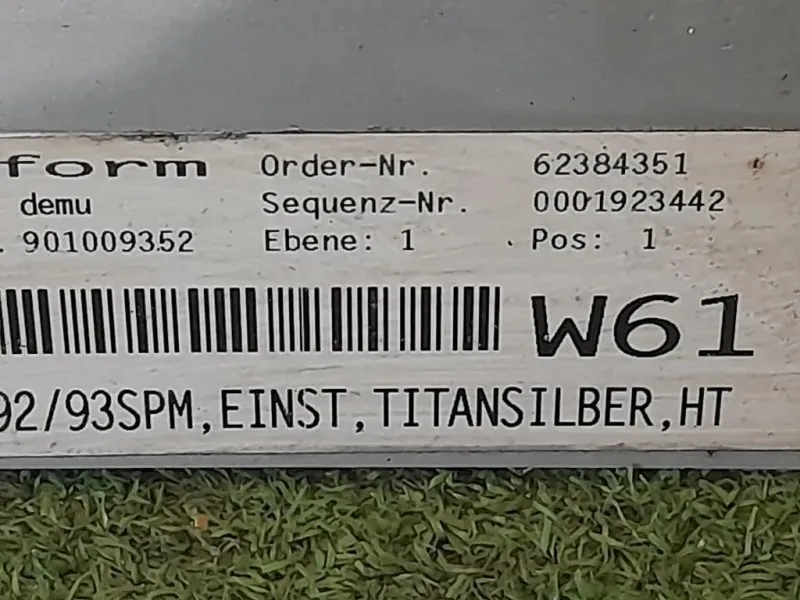 form Order-Nr. 62384351
demu Sequenz-Nr. 0001923442
. 901009352 Ebene: 1 Pos: 1
W61
92/93SPM,EINST,TITANSILBER,HT